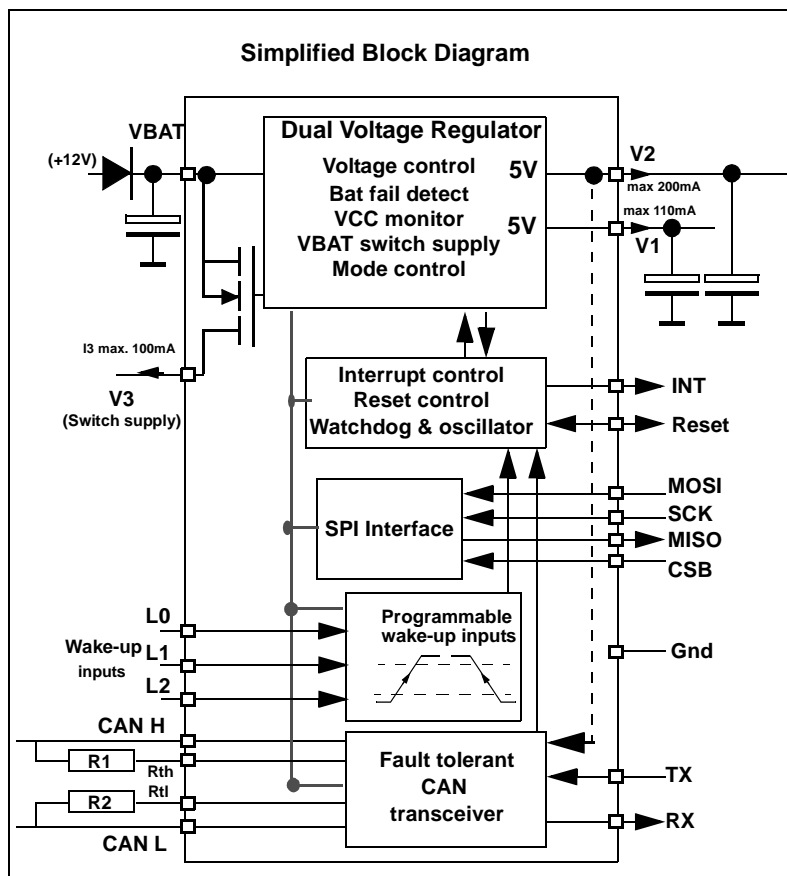 Simplified Block Diagram
VBAT
(+12V)
Dual Voltage Regulator
Voltage control
Bat fail detect
VCC monitor
VBAT switch supply
Mode control
5V
5V
V2
max 200mA
max 110mA
V1
I3 max. 100mA
V3
(Switch supply)
Interrupt control
Reset control
Watchdog & oscillator
INT
Reset
SPI Interface
MOSI
SCK
MISO
CSB
L0
Wake-up
inputs
L1
L2
Programmable
wake-up inputs
Gnd
CAN H
R1
Rth
Rtl
R2
CAN L
Fault tolerant
CAN
transceiver
TX
RX